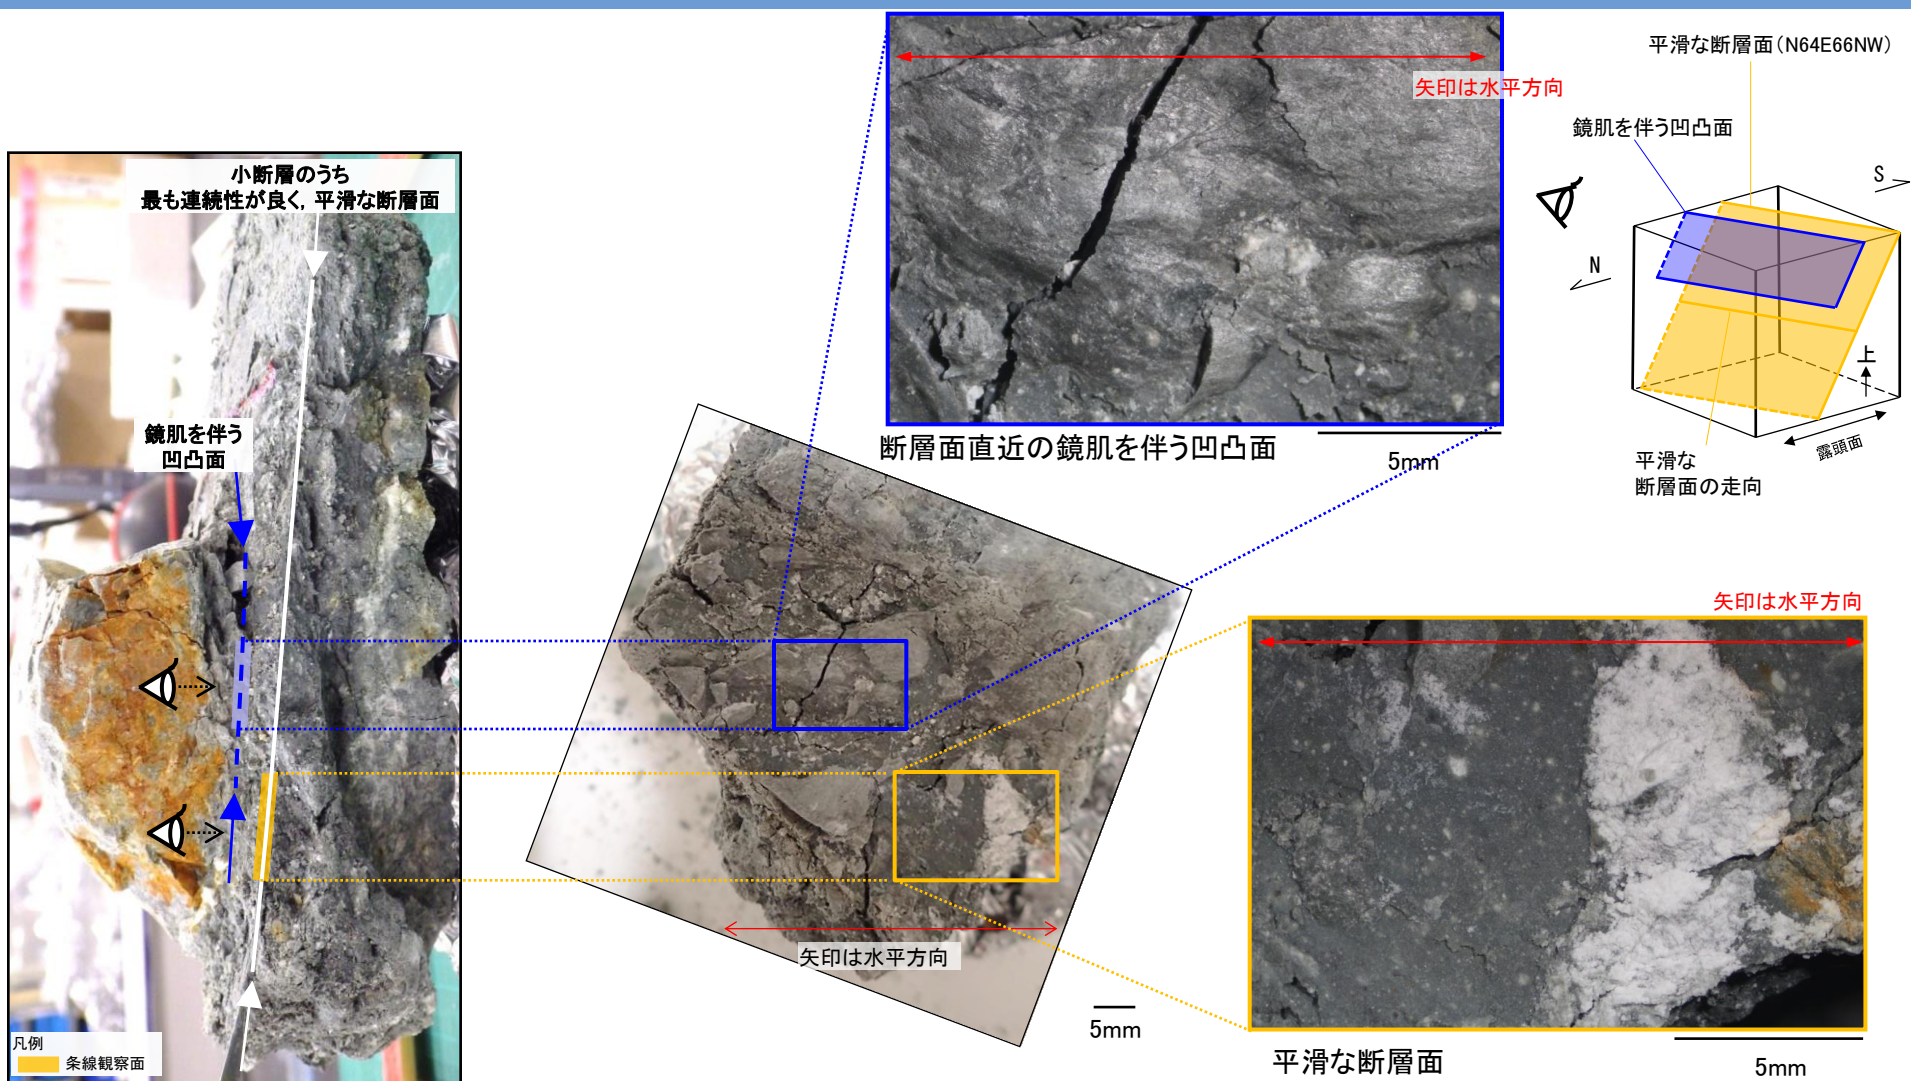 小断層のうち
最も連続性が良く,平滑な断層面
鏡肌を伴う
凹凸面
凡例
条線観察面
矢印は水平方向
断層面直近の鏡肌を伴う凹凸面
5mm
矢印は水平方向
5mm
平滑な断層面(N64E66NW)
鏡肌を伴う凹凸面
S
N
上
露頭面
平滑な
断層面の走向
矢印は水平方向
平滑な断層面
5mm